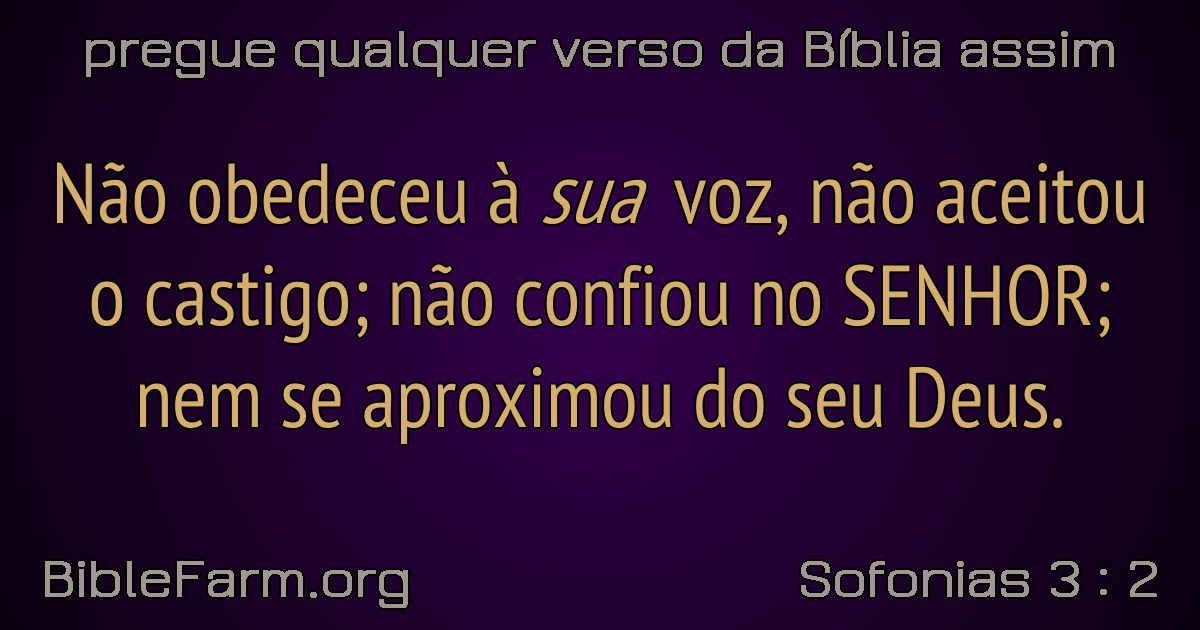 pregue qualquer verso da Bíblia assim
Não obedeceu à sua voz, não aceitou
o castigo; não confiou no SENHOR;
nem se aproximou do seu Deus.
BibleFarm.org
Sofonias 3 : 2